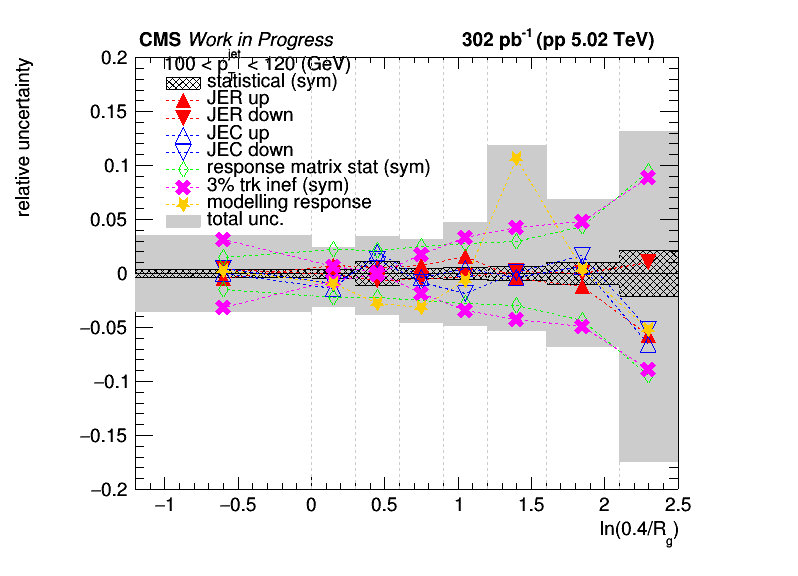 CMS Work in Progress
302 pb⁻¹ (pp 5.02 TeV)
relative uncertainty
100 < p_T^jet < 120 (GeV)
statistical (sym)
JER up
JER down
JEC up
JEC down
response matrix stat (sym)
3% trk inef (sym)
modelling response
total unc.
0.2
0.15
0.1
0.05
0
−0.05
−0.1
−0.15
−0.2
−1 −0.5 0 0.5 1 1.5 2 2.5
ln(0.4/R_g)